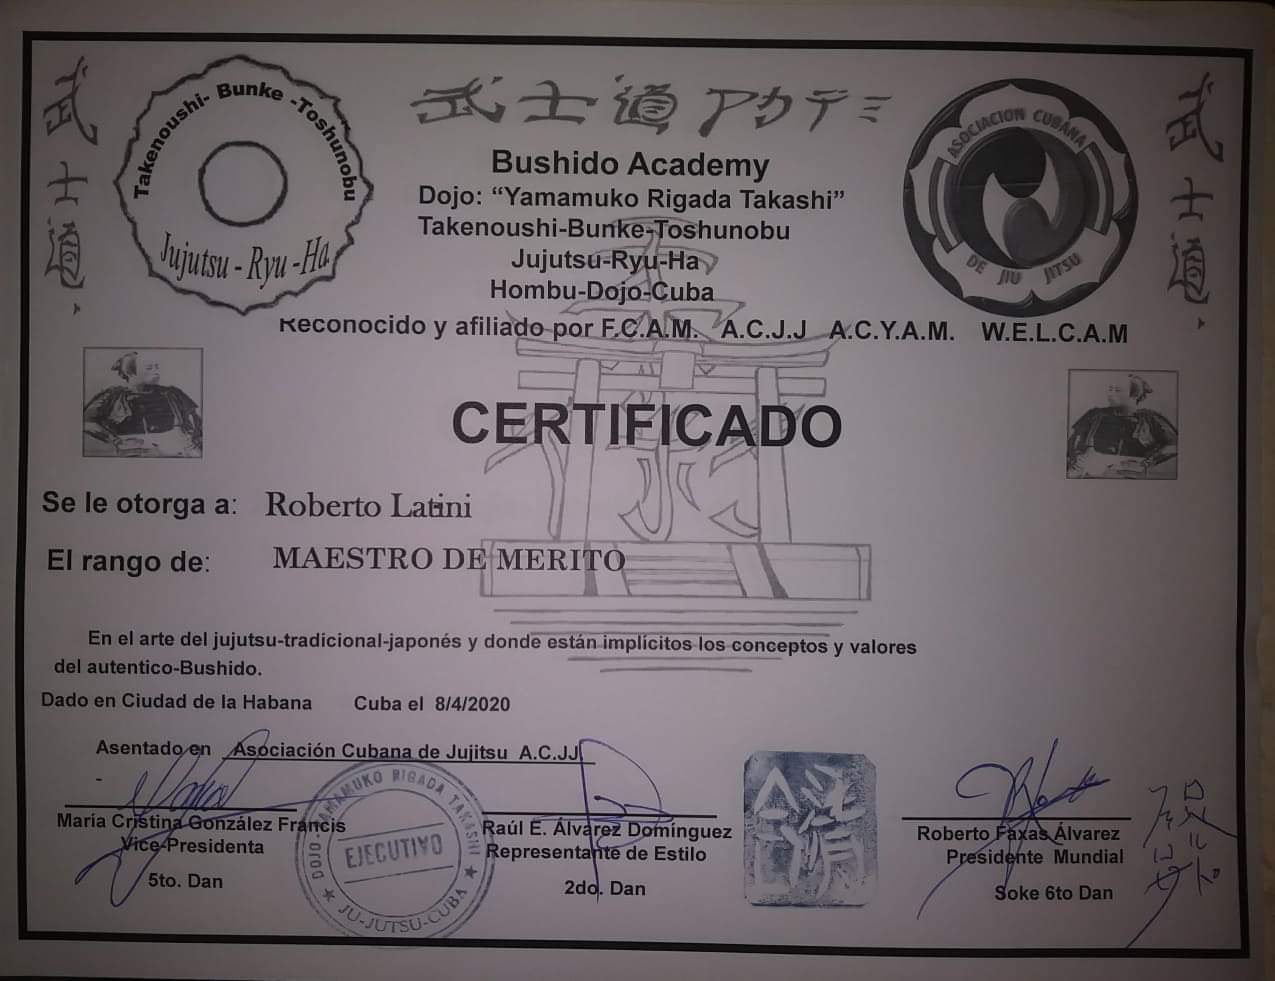 武士道アカデミ
武士道
武士道
Takenoushi- Bunke -Toshunobu
Jujutsu - Ryu -Ha
ASOCIACION CUBANA
DE JIU JITSU
Bushido Academy
Dojo: “Yamamuko Rigada Takashi”
Takenoushi-Bunke-Toshunobu
Jujutsu-Ryu-Ha
Hombu-Dojo-Cuba
Reconocido y afiliado por F.C.A.M. A.C.J.J A.C.Y.A.M. W.E.L.C.A.M
CERTIFICADO
Se le otorga a: Roberto Latini
El rango de: MAESTRO DE MERITO
En el arte del jujutsu-tradicional-japonés y donde están implícitos los conceptos y valores
del autentico-Bushido.
Dado en Ciudad de la Habana Cuba el 8/4/2020
Asentado en Asociación Cubana de Jujitsu A.C.JJ
-
María Cristina González Francis
Vice-Presidenta
5to. Dan
DOJO: YAMAMUKO RIGADA TAKASHI
EJECUTIVO
JU-JUTSU-CUBA
Raúl E. Álvarez Domínguez
Representante de Estilo
2do. Dan
Roberto Faxas Álvarez
Presidente Mundial
Soke 6to Dan